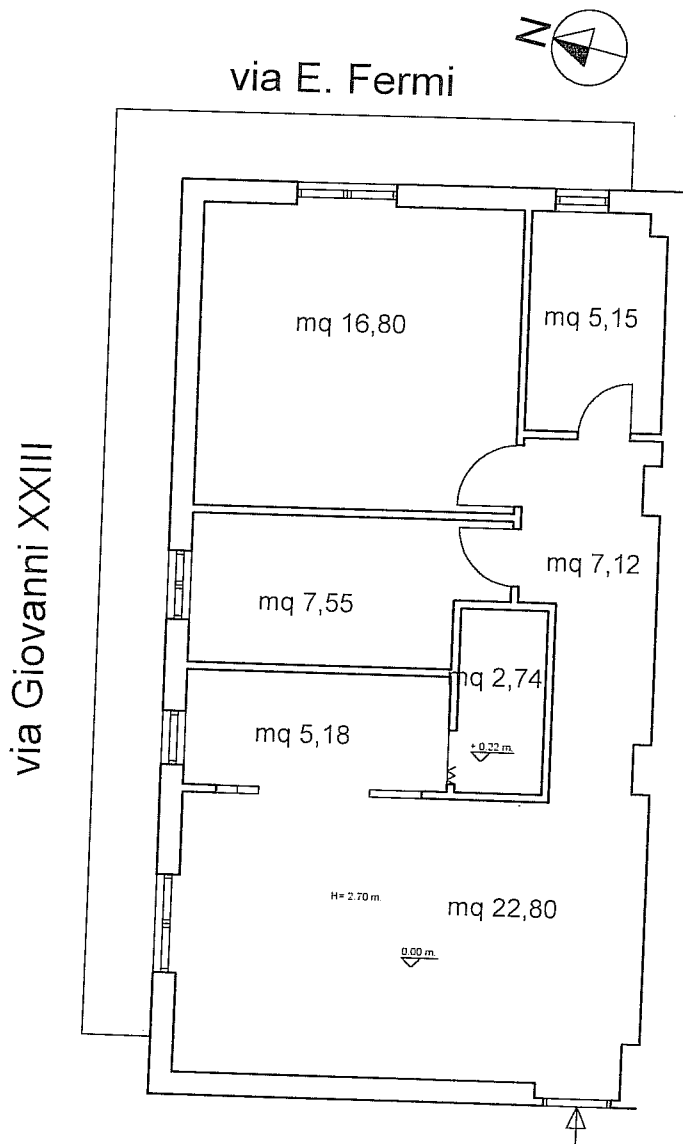 N
via E. Fermi
mq 16,80
mq 5,15
via Giovanni XXIII
mq 7,12
mq 7,55
mq 2,74
mq 5,18
+ 0.22 m.
H= 2.70 m.
mq 22,80
0.00 m.